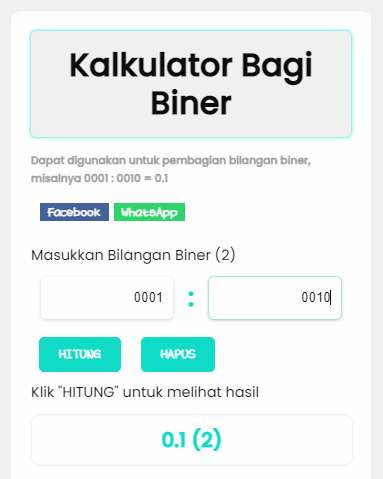 Kalkulator Bagi
Biner
Dapat digunakan untuk pembagian bilangan biner,
misalnya 0001 : 0010 = 0.1
Facebook WhatsApp
Masukkan Bilangan Biner (2)
0001 : 0010
HITUNG HAPUS
Klik "HITUNG" untuk melihat hasil
0.1 (2)